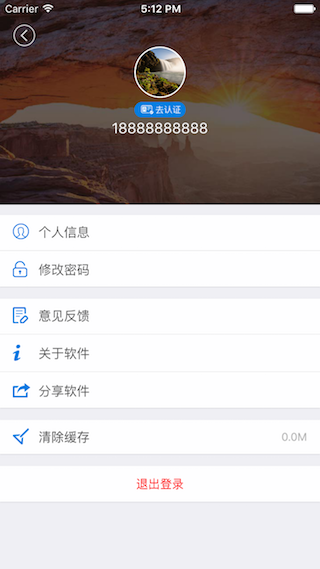 Carrier 5:12 PM
去认证
18888888888
个人信息
修改密码
意见反馈
关于软件
分享软件
清除缓存 0.0M
退出登录